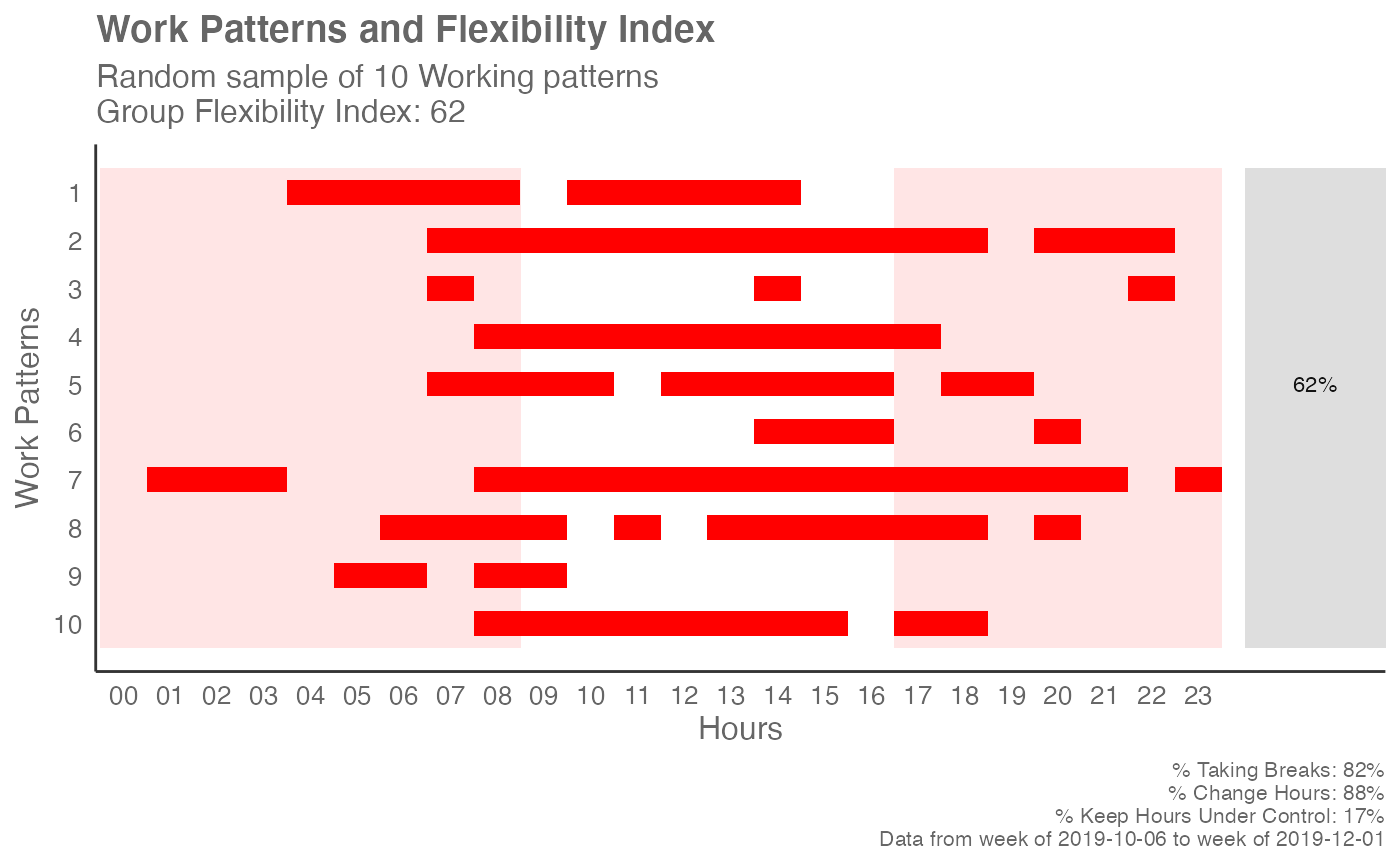 Work Patterns and Flexibility Index
Random sample of 10 Working patterns
Group Flexibility Index: 62
Work Patterns
1
2
3
4
5
6
7
8
9
10
62%
00 01 02 03 04 05 06 07 08 09 10 11 12 13 14 15 16 17 18 19 20 21 22 23
Hours
% Taking Breaks: 82%
% Change Hours: 88%
% Keep Hours Under Control: 17%
Data from week of 2019-10-06 to week of 2019-12-01